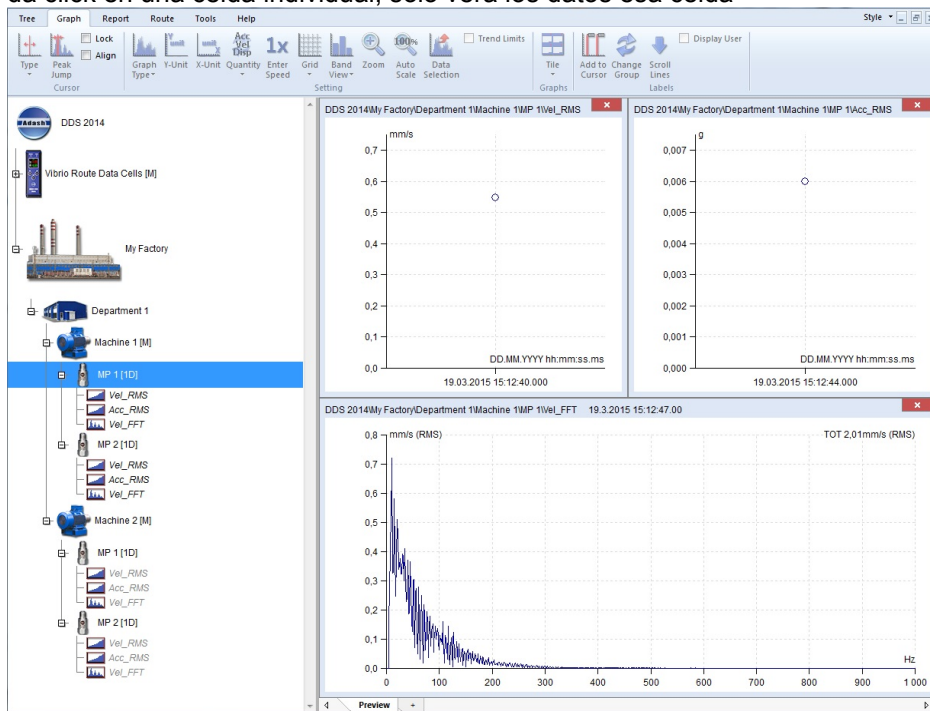 da click en una celda individual, solo verá los datos esa celda
Tree Graph Report Route Tools Help Style
Type Peak Jump Lock Align Graph Type Y-Unit X-Unit Acc Vel Disp Quantity 1x Enter Speed Grid Band View Zoom 100% Auto Scale Data Selection Trend Limits Tile Add to Cursor Change Group Scroll Lines Display User
Cursor Setting Graphs Labels
Adash
DDS 2014
Vibrio Route Data Cells [M]
My Factory
Department 1
Machine 1 [M]
MP 1 [1D]
Vel_RMS
Acc_RMS
Vel_FFT
MP 2 [1D]
Vel_RMS
Acc_RMS
Vel_FFT
Machine 2 [M]
MP 1 [1D]
Vel_RMS
Acc_RMS
Vel_FFT
MP 2 [1D]
Vel_RMS
Acc_RMS
Vel_FFT
DDS 2014\My Factory\Department 1\Machine 1\MP 1\Vel_RMS
mm/s
0,7
0,6
0,5
0,4
0,3
0,2
0,1
0,0
DD.MM.YYYY hh:mm:ss.ms
19.03.2015 15:12:40.000
DDS 2014\My Factory\Department 1\Machine 1\MP 1\Acc_RMS
g
0,007
0,006
0,005
0,004
0,003
0,002
0,001
0,000
DD.MM.YYYY hh:mm:ss.ms
19.03.2015 15:12:44.000
DDS 2014\My Factory\Department 1\Machine 1\MP 1\Vel_FFT 19.3.2015 15:12:47.00
mm/s (RMS)
TOT 2,01mm/s (RMS)
0,8
0,7
0,6
0,5
0,4
0,3
0,2
0,1
0,0
Hz
0 100 200 300 400 500 600 700 800 900 1 000
Preview +